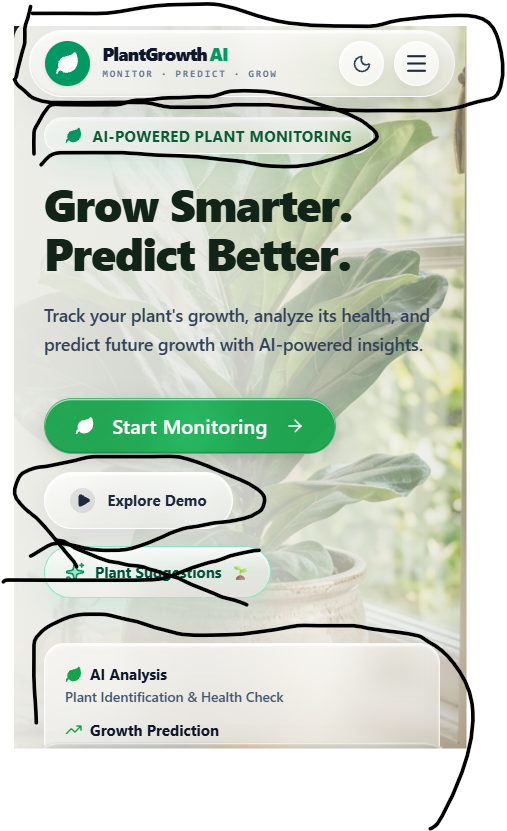 PlantGrowth AI
MONITOR · PREDICT · GROW
AI-POWERED PLANT MONITORING
Grow Smarter.
Predict Better.
Track your plant's growth, analyze its health, and
predict future growth with AI-powered insights.
Start Monitoring →
Explore Demo
Plant Suggestions 🌱
AI Analysis
Plant Identification & Health Check
Growth Prediction